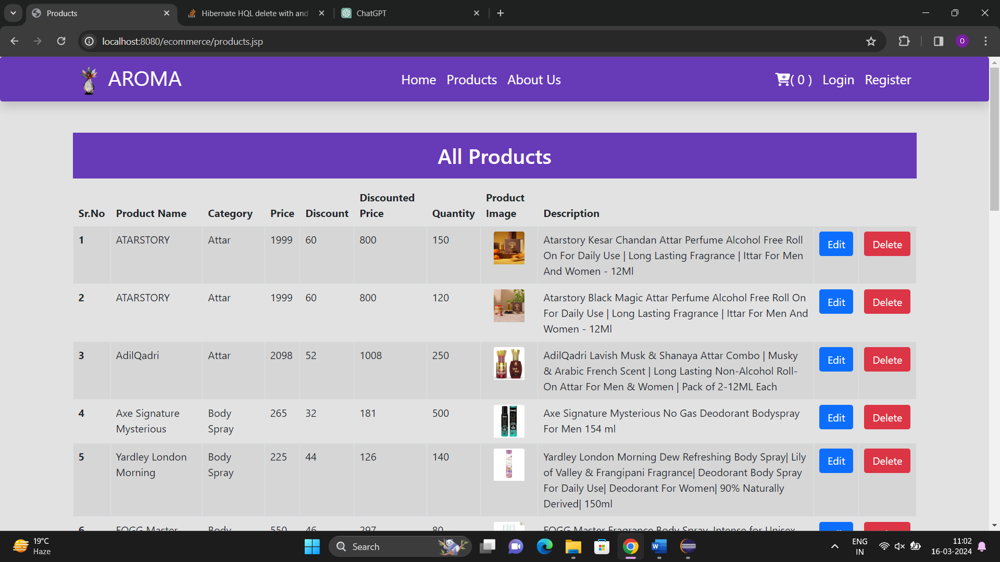 Products
Hibernate HQL delete with and
ChatGPT
localhost:8080/ecommerce/products.jsp
O
AROMA
Home Products About Us
( 0 ) Login Register
All Products
Sr.No Product Name Category Price Discount Discounted Price Quantity Product Image Description
1 ATARSTORY Attar 1999 60 800 150 Atarstory Kesar Chandan Attar Perfume Alcohol Free Roll Edit Delete
On For Daily Use | Long Lasting Fragrance | Ittar For Men
And Women - 12Ml
2 ATARSTORY Attar 1999 60 800 120 Atarstory Black Magic Attar Perfume Alcohol Free Roll On Edit Delete
For Daily Use | Long Lasting Fragrance | Ittar For Men And
Women - 12Ml
3 AdilQadri Attar 2098 52 1008 250 AdilQadri Lavish Musk & Shanaya Attar Combo | Musky Edit Delete
& Arabic French Scent | Long Lasting Non-Alcohol Roll-
On Attar For Men & Women | Pack of 2-12ML Each
4 Axe Signature Body 265 32 181 500 Axe Signature Mysterious No Gas Deodorant Bodyspray Edit Delete
Mysterious Spray For Men 154 ml
5 Yardley London Body 225 44 126 140 Yardley London Morning Dew Refreshing Body Spray| Lily Edit Delete
Morning Spray of Valley & Frangipani Fragrance| Deodorant Body Spray
For Daily Use| Deodorant For Women| 90% Naturally
Derived| 150ml
6 FOGG Master Body 550 46 297 80 FOGG Master Fragrance Body Spray, Intense for Unisex
19°C
Haze
Search
ENG
IN
11:02
16-03-2024